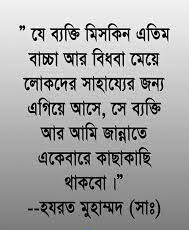 " যে ব্যক্তি মিসকিন এতিম
বাচ্চা আর বিধবা মেয়ে
লোকদের সাহায্যের জন্য
এগিয়ে আসে, সে ব্যক্তি
আর আমি জান্নাতে
একেবারে কাছাকাছি
থাকবো ।"
--হযরত মুহাম্মদ (সাঃ)